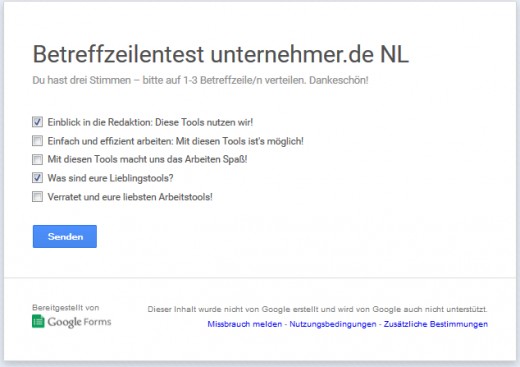 Betreffzeilentest unternehmer.de NL
Du hast drei Stimmen – bitte auf 1-3 Betreffzeile/n verteilen. Dankeschön!
Einblick in die Redaktion: Diese Tools nutzen wir!
Einfach und effizient arbeiten: Mit diesen Tools ist's möglich!
Mit diesen Tools macht uns das Arbeiten Spaß!
Was sind eure Lieblingstools?
Verratet und eure liebsten Arbeitstools!
Senden
Bereitgestellt von
Google Forms
Dieser Inhalt wurde nicht von Google erstellt und wird von Google auch nicht unterstützt.
Missbrauch melden - Nutzungsbedingungen - Zusätzliche Bestimmungen